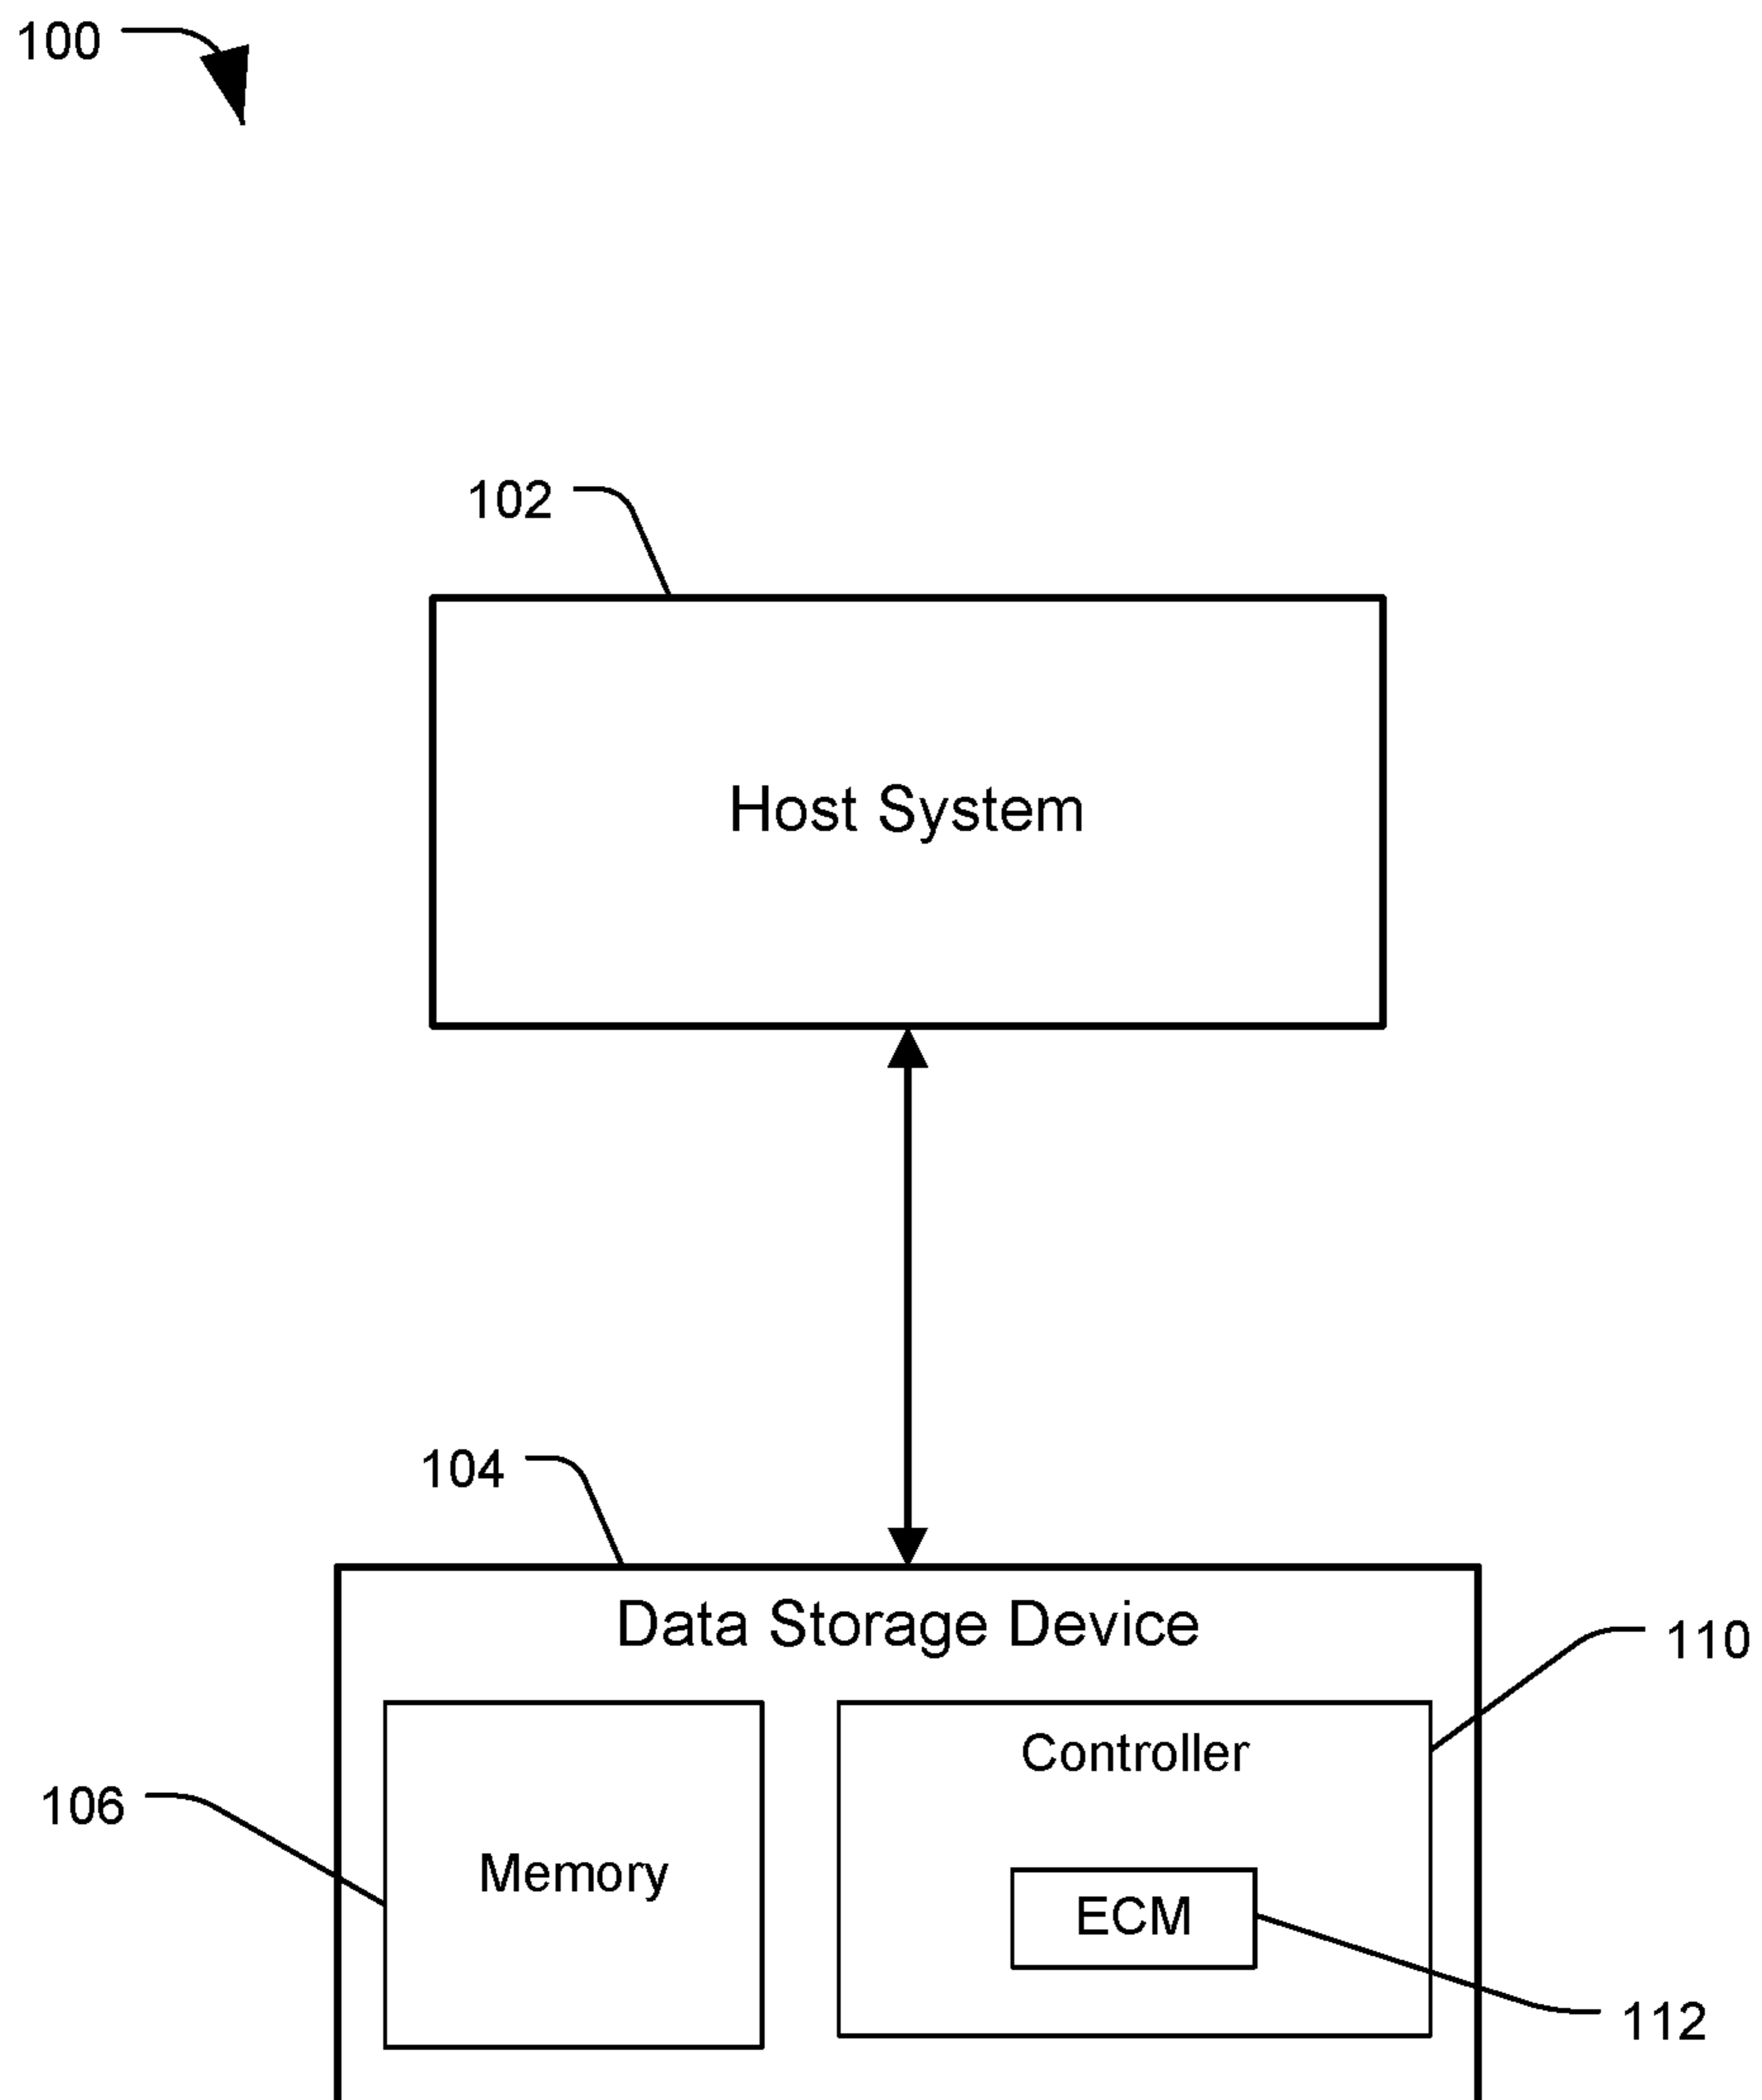 100
102
Host System
104
Data Storage Device
110
Controller
106
Memory
ECM
112